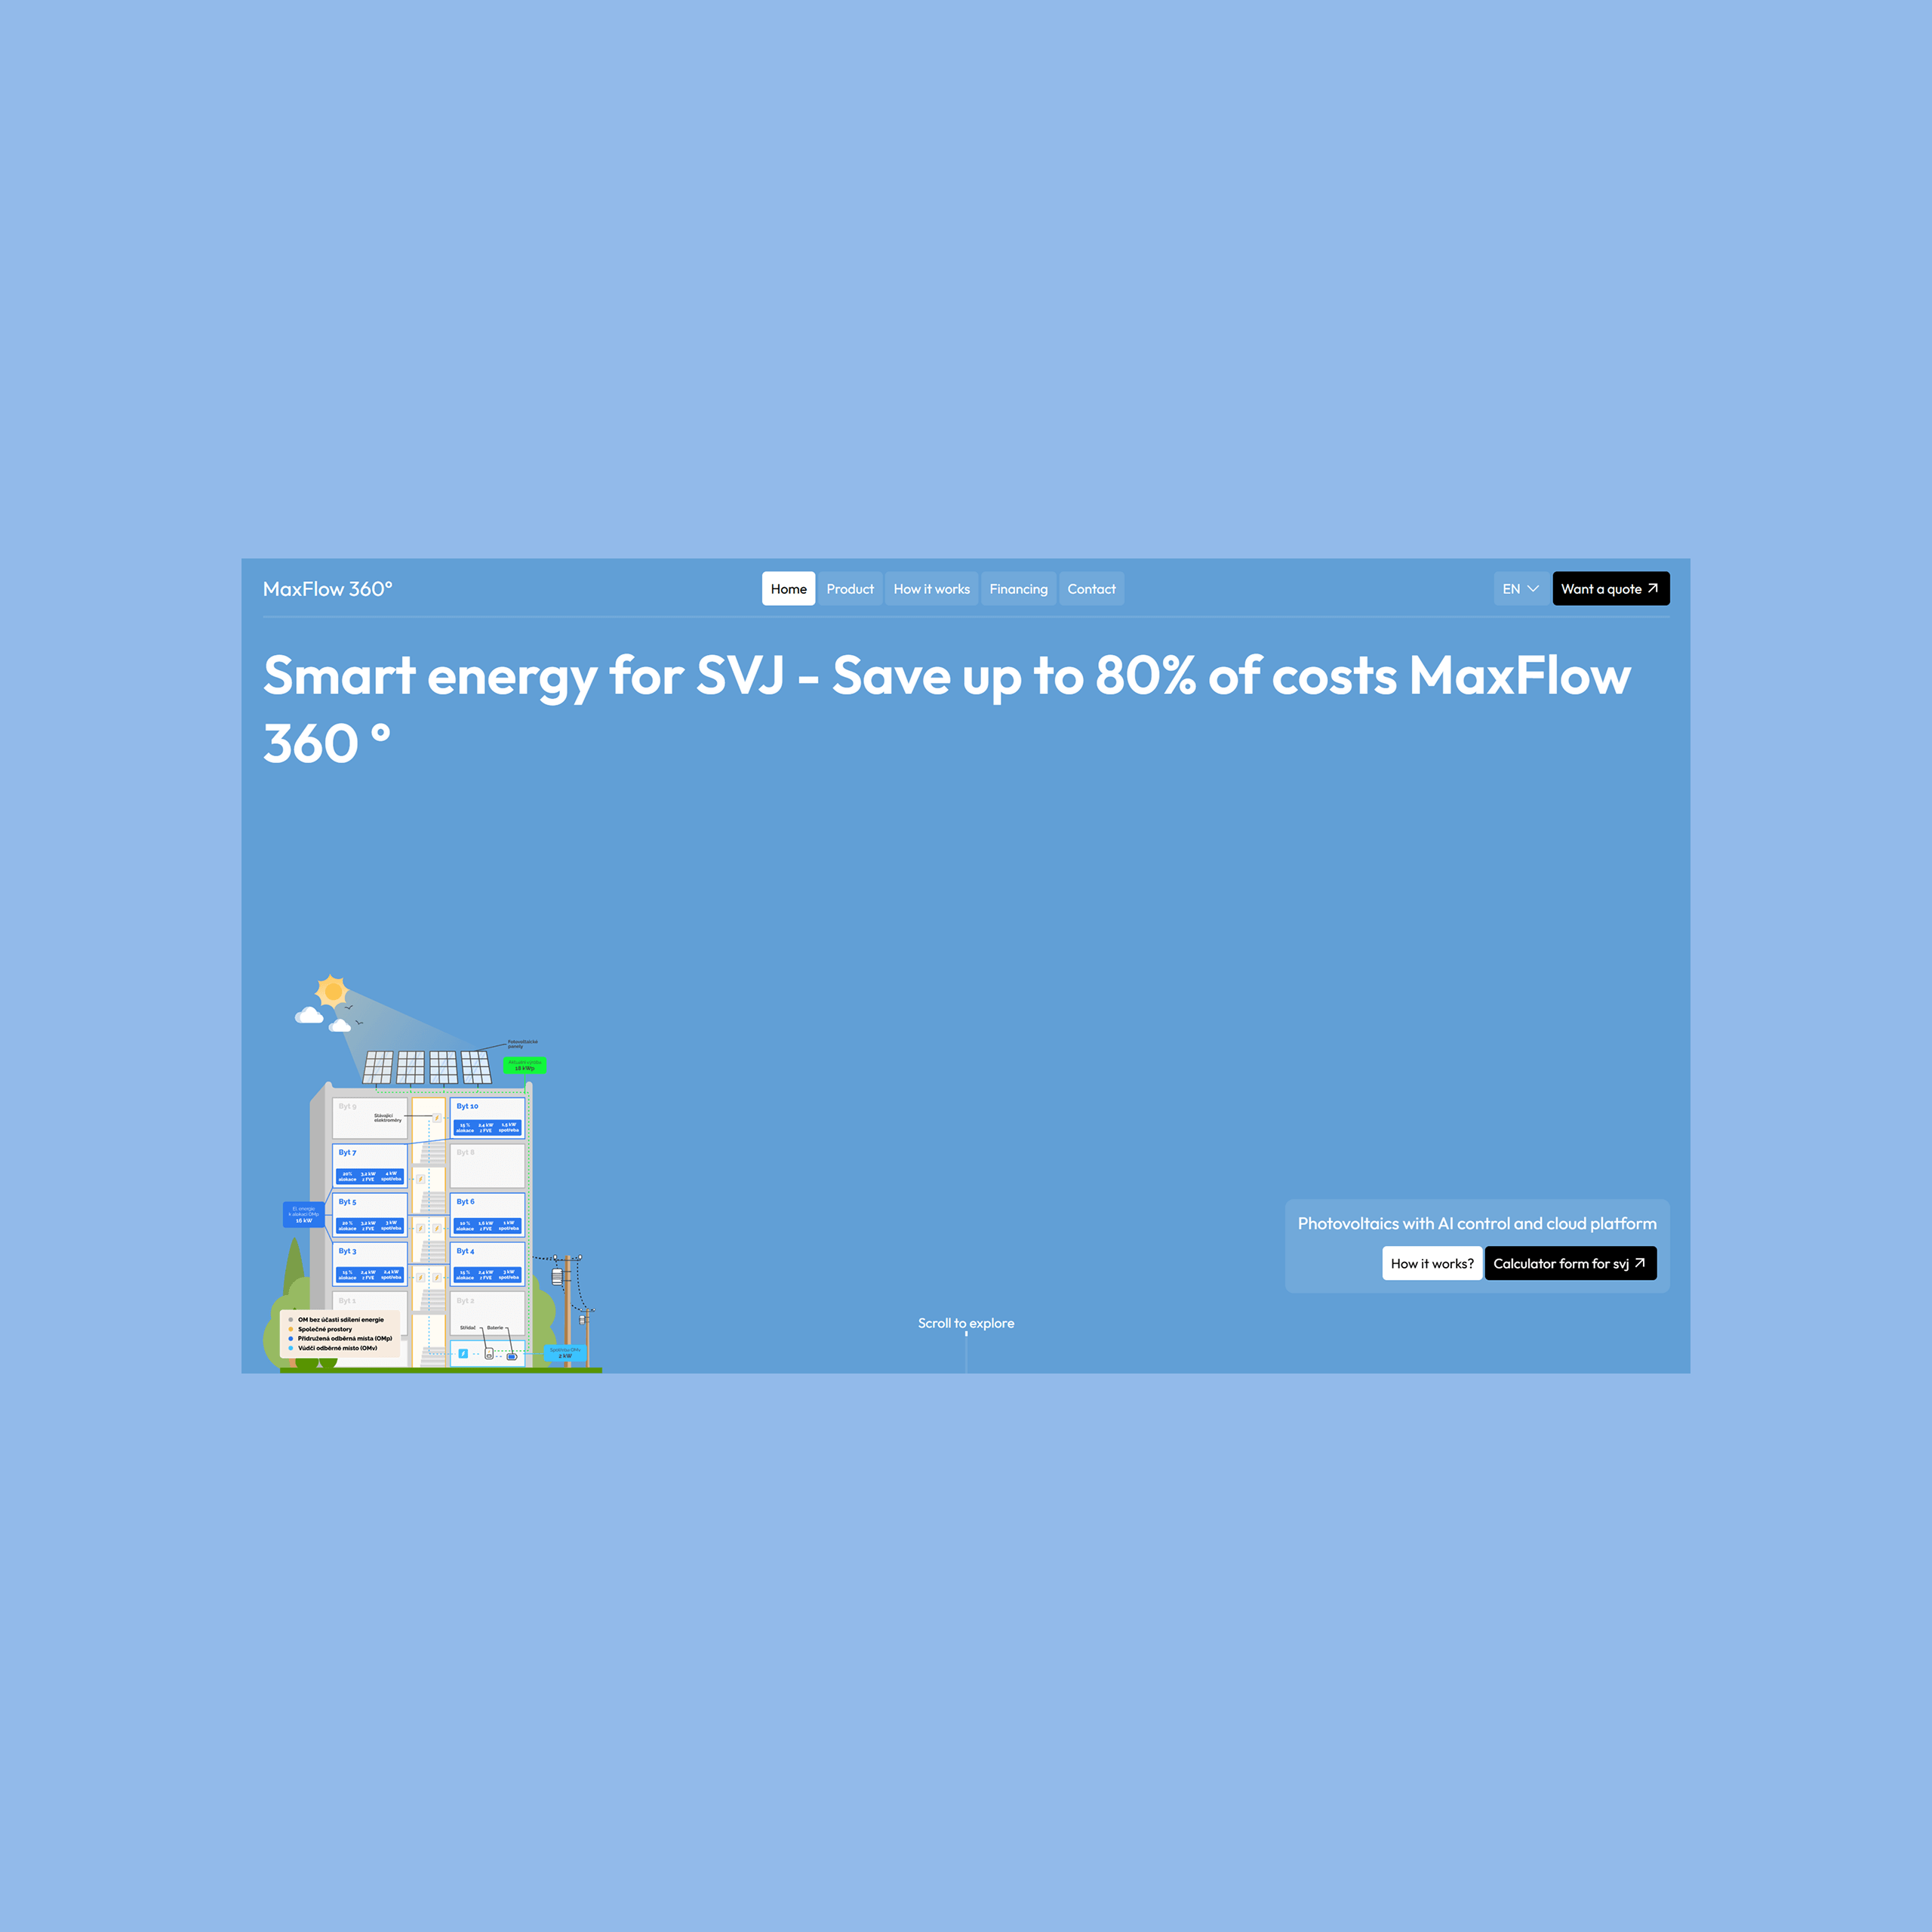 MaxFlow 360°
Home
Product
How it works
Financing
Contact
EN
Want a quote
Smart energy for SVJ - Save up to 80% of costs MaxFlow
360 °
Fotovoltaické
panely
18 kWp
Byt 9
Stávající
elektroměry
Byt 10
15 % 2,4 kW 1,5 kW
alokace z FVE spotřeba
Byt 7
20% 3,2 kW 4 kW
alokace z FVE spotřeba
Byt 8
El. energie
k alokaci OMp
16 kW
Byt 5
20 % 3,2 kW 3 kW
alokace z FVE spotřeba
Byt 6
10 % 1,6 kW 1 kW
alokace z FVE spotřeba
Byt 3
15 % 2,4 kW 2,4 kW
alokace z FVE spotřeba
Byt 4
15 % 2,4 kW 3 kW
alokace z FVE spotřeba
Byt 1
Byt 2
Střídač
Baterie
Spotřeba OMv
2 kW
OM bez účasti sdílení energie
Společné prostory
Přidružená odběrná místa (OMp)
Vůdčí odběrné místo (OMv)
Photovoltaics with AI control and cloud platform
How it works?
Calculator form for svj
Scroll to explore